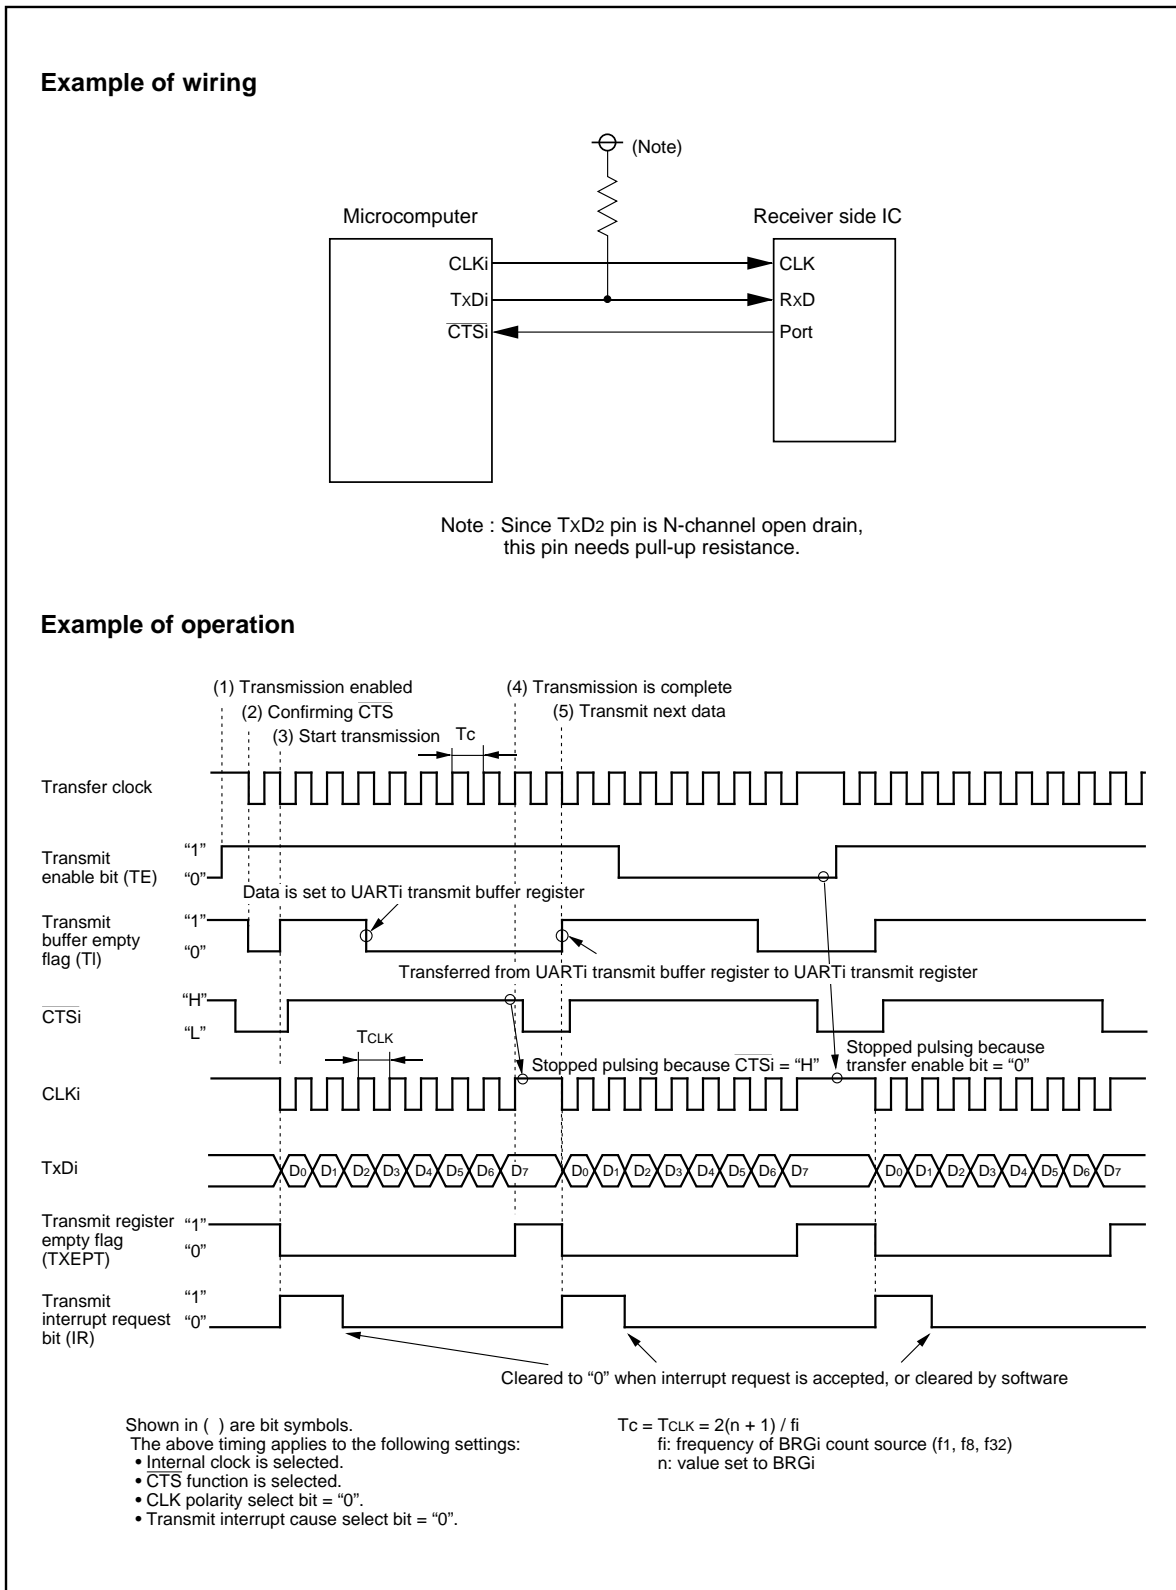 Example of wiring
(Note)
Microcomputer
Receiver side IC
CLKi
CLK
TxDi
RxD
CTSi
Port
Note : Since TxD2 pin is N-channel open drain,
this pin needs pull-up resistance.
Example of operation
(1) Transmission enabled
(4) Transmission is complete
(2) Confirming CTS
(5) Transmit next data
(3) Start transmission
Tc
Transfer clock
Transmit
enable bit (TE)
“1”
“0”
Data is set to UARTi transmit buffer register
Transmit
buffer empty
flag (Tl)
“1”
“0”
Transferred from UARTi transmit buffer register to UARTi transmit register
CTSi
“H”
“L”
TCLK
Stopped pulsing because CTSi = “H”
Stopped pulsing because
transfer enable bit = “0”
CLKi
TxDi
D0 D1 D2 D3 D4 D5 D6 D7 D0 D1 D2 D3 D4 D5 D6 D7 D0 D1 D2 D3 D4 D5 D6 D7
Transmit register
empty flag
(TXEPT)
“1”
“0”
Transmit
interrupt request
bit (IR)
“1”
“0”
Cleared to “0” when interrupt request is accepted, or cleared by software
Shown in ( ) are bit symbols.
The above timing applies to the following settings:
• Internal clock is selected.
• CTS function is selected.
• CLK polarity select bit = “0”.
• Transmit interrupt cause select bit = “0”.
Tc = TCLK = 2(n + 1) / fi
fi: frequency of BRGi count source (f1, f8, f32)
n: value set to BRGi